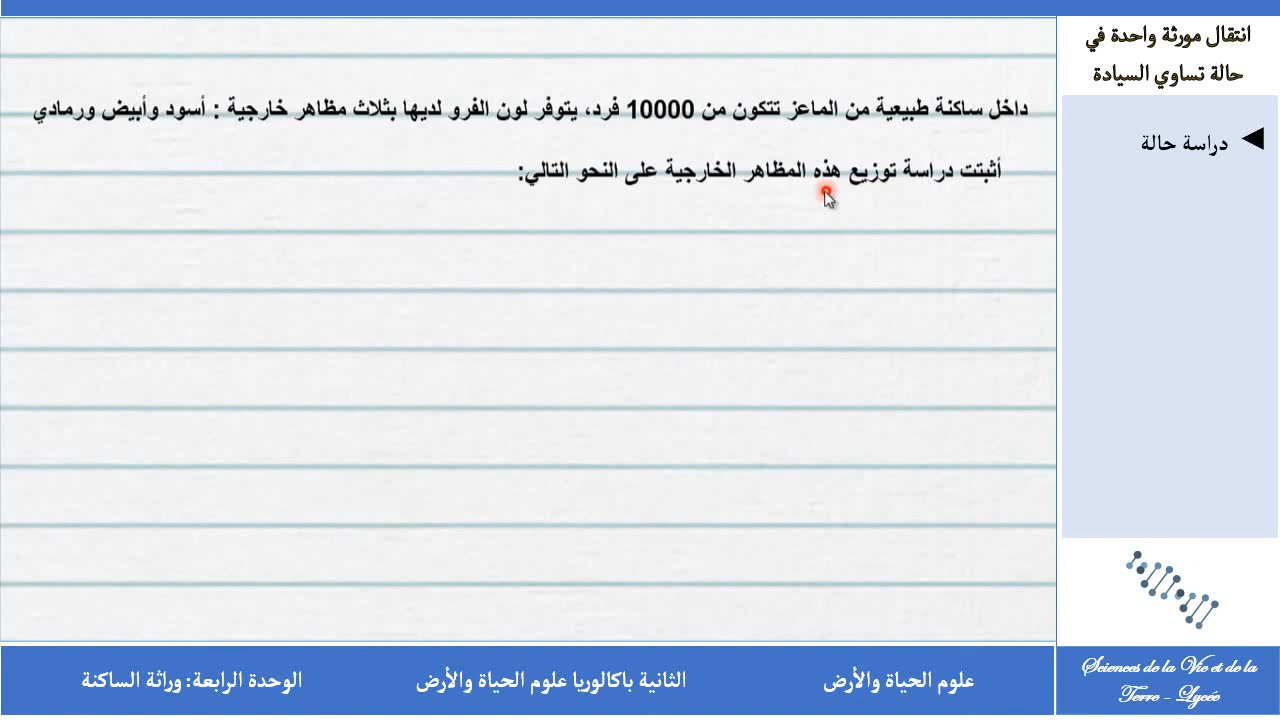 انتقال مورثة واحدة في
حالة تساوي السيادة
دراسة حالة
داخل ساكنة طبيعية من الماعز تتكون من 10000 فرد، يتوفر لون الفرو لديها بثلاث مظاهر خارجية : أسود وأبيض ورمادي
أثبتت دراسة توزيع هذه المظاهر الخارجية على النحو التالي:
علوم الحياة والأرض
الثانية باكالوريا علوم الحياة والأرض
الوحدة الرابعة: وراثة الساكنة
Sciences de la Vie et de la
Terre - Lycée